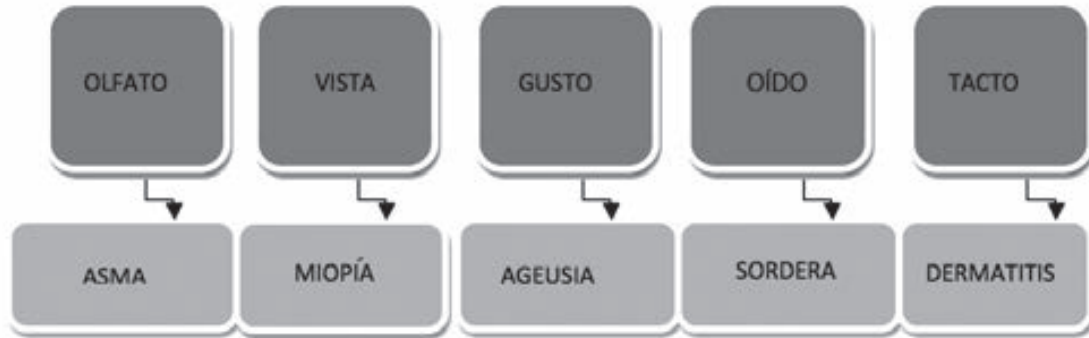 OLFATO
VISTA
GUSTO
OÍDO
TACTO
ASMA
MIOPÍA
AGEUSIA
SORDERA
DERMATITIS